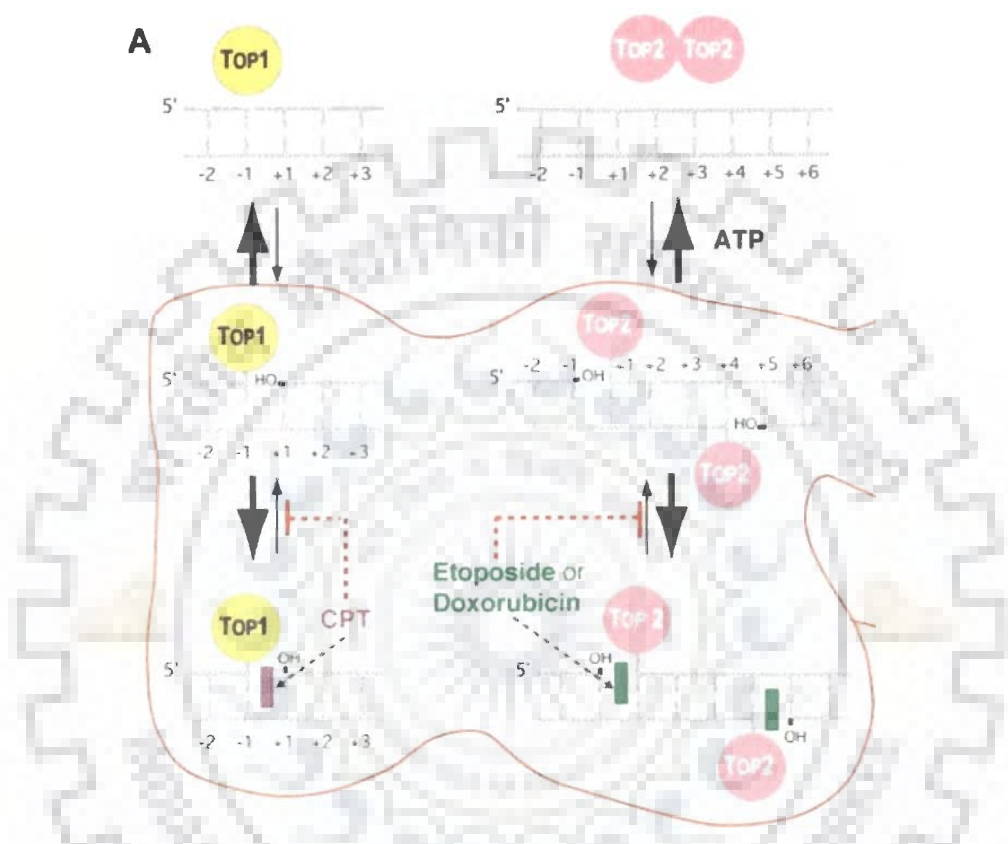 A
TOP1
TOP2 TOP2
5'
5'
-2 -1 +1 +2 +3
-2 -1 +1 +2 +3 +4 +5 +6
ATP
TOP1
TOP2
5'
HO
5'
-2 -1 +1 +2 +3 +4 +5 +6
OH
HO
-2 -1 +1 +2 +3
TOP2
Etoposide or
Doxorubicin
CPT
TOP1
TOP2
5'
OH
5'
OH
OH
-2 -1 +1 +2 +3
TOP2